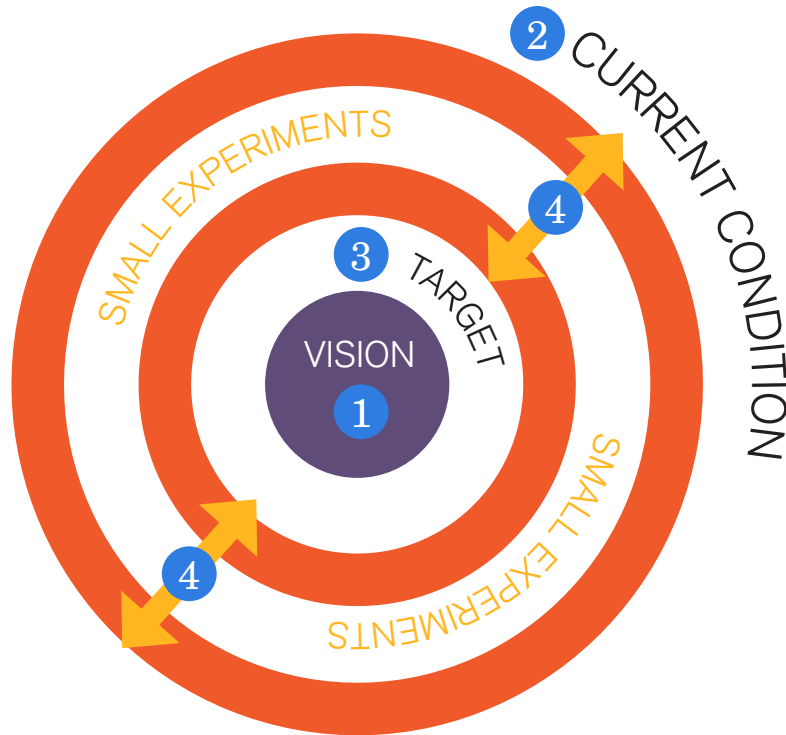 2 CURRENT CONDITION
SMALL EXPERIMENTS
4
3 TARGET
VISION
1
SMALL EXPERIMENTS
4